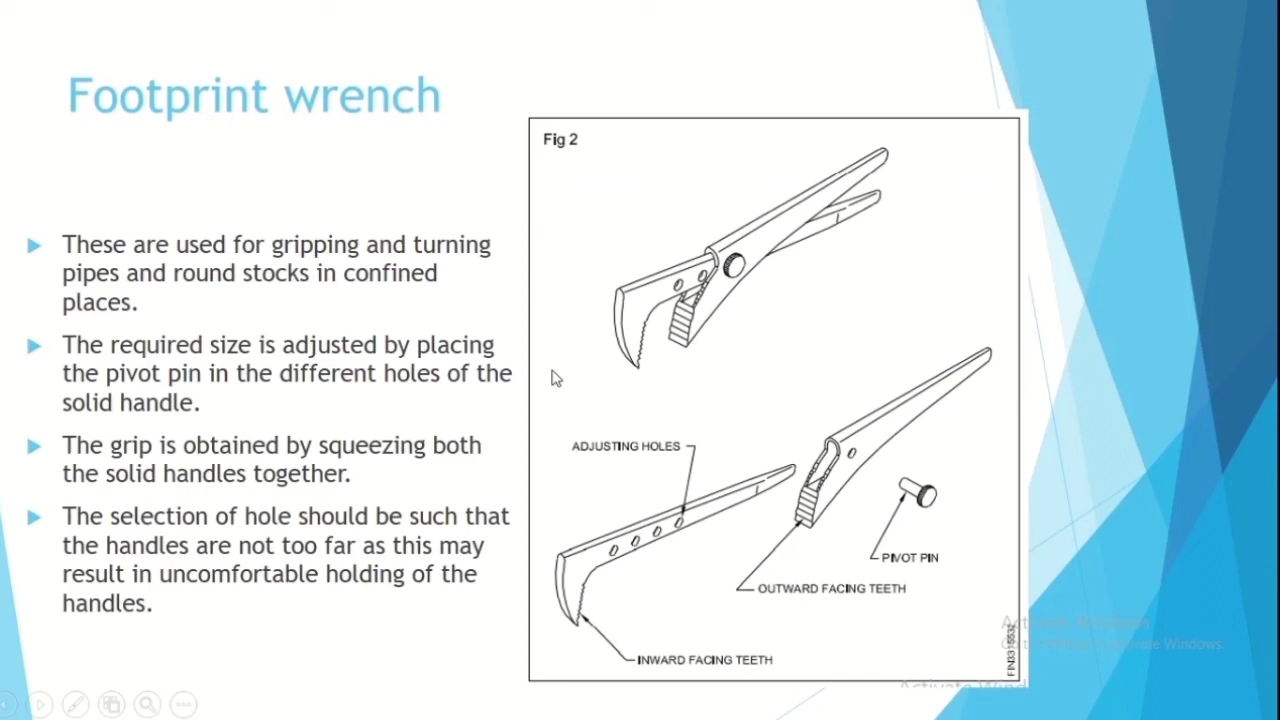 Footprint wrench
These are used for gripping and turning
pipes and round stocks in confined
places.
The required size is adjusted by placing
the pivot pin in the different holes of the
solid handle.
The grip is obtained by squeezing both
the solid handles together.
The selection of hole should be such that
the handles are not too far as this may
result in uncomfortable holding of the
handles.
Fig 2
ADJUSTING HOLES
PIVOT PIN
OUTWARD FACING TEETH
INWARD FACING TEETH
Activate Windows
Activate Windows.